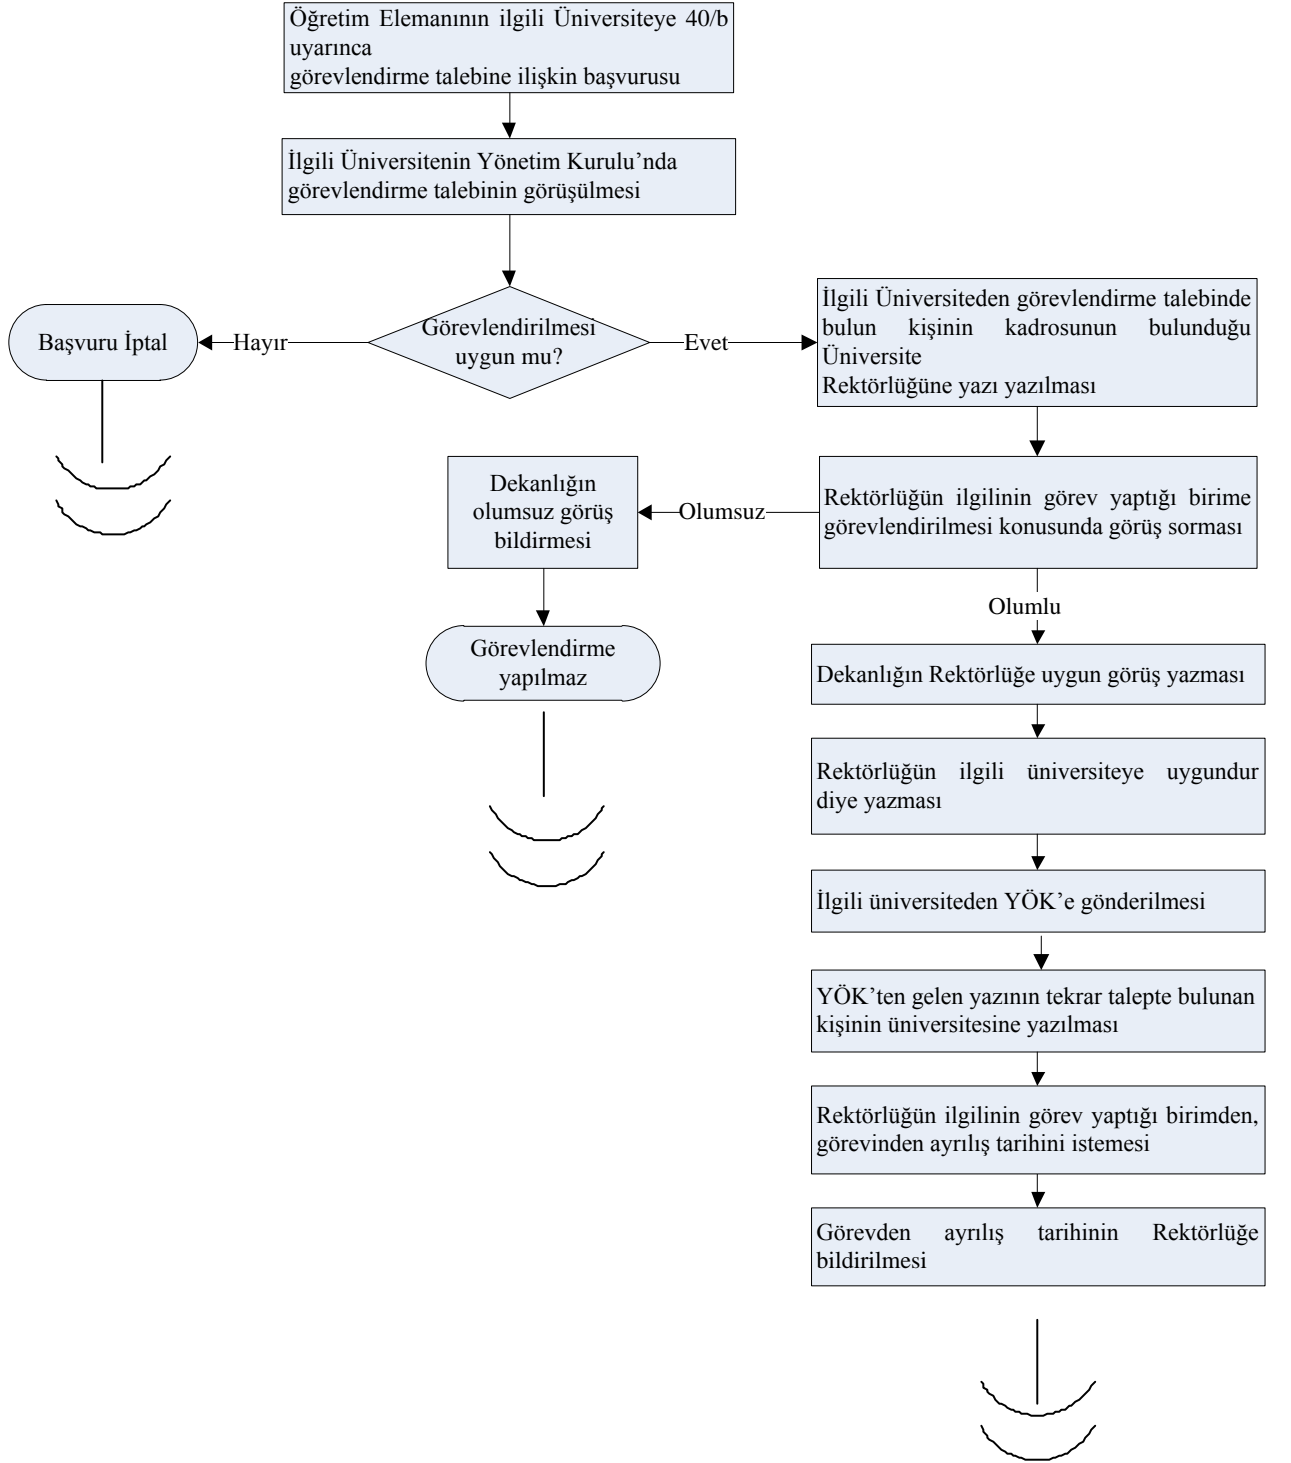 Öğretim Elemanının ilgili Üniversiteye 40/b
uyarınca
görevlendirme talebine ilişkin başvurusu
İlgili Üniversitenin Yönetim Kurulu’nda
görevlendirme talebinin görüşülmesi
Görevlendirilmesi
uygun mu?
Hayır
Başvuru İptal
Evet
İlgili Üniversiteden görevlendirme talebinde
bulun kişinin kadrosunun bulunduğu
Üniversite
Rektörlüğüne yazı yazılması
Rektörlüğün ilgilinin görev yaptığı birime
görevlendirilmesi konusunda görüş sorması
Olumsuz
Dekanlığın
olumsuz görüş
bildirmesi
Görevlendirme
yapılmaz
Olumlu
Dekanlığın Rektörlüğe uygun görüş yazması
Rektörlüğün ilgili üniversiteye uygundur
diye yazması
İlgili üniversiteden YÖK’e gönderilmesi
YÖK’ten gelen yazının tekrar talepte bulunan
kişinin üniversitesine yazılması
Rektörlüğün ilgilinin görev yaptığı birimden,
görevinden ayrılış tarihini istemesi
Görevden ayrılış tarihinin Rektörlüğe
bildirilmesi